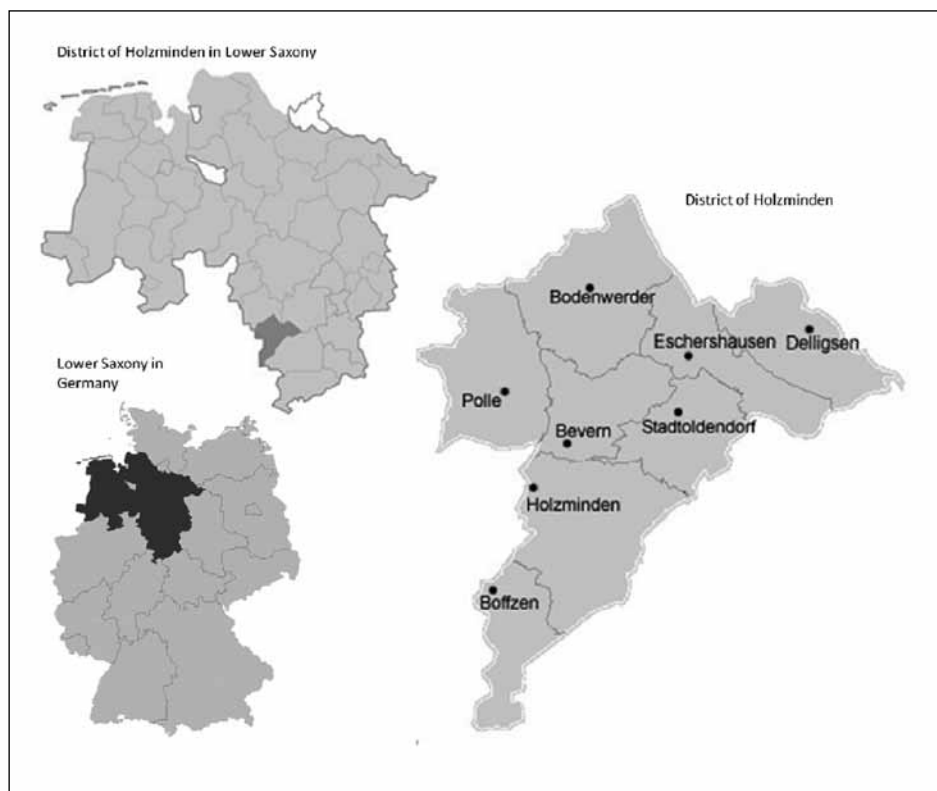 District of Holzminden in Lower Saxony
District of Holzminden
Bodenwerder
Eschershausen
Delligsen
Lower Saxony in
Germany
Polle
Bevern
Stadtoldendorf
Holzminden
Boffzen